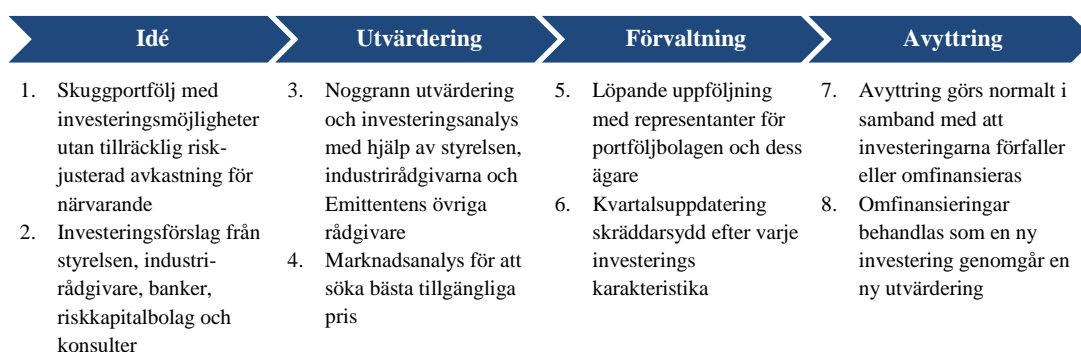 Idé
Utvärdering
Förvaltning
Avyttring
1. Skuggportfölj med
investeringsmöjligheter
utan tillräcklig risk-
justerad avkastning för
närvarande
2. Investeringsförslag från
styrelsen, industri-
rådgivare, banker,
riskkapitalbolag och
konsulter
3. Noggrann utvärdering
och investeringsanalys
med hjälp av styrelsen,
industrirådgivarna och
Emittentens övriga
rådgivare
4. Marknadsanalys för att
söka bästa tillgängliga
pris
5. Löpande uppföljning
med representanter för
portföljbolagen och dess
ägare
6. Kvartalsuppdatering
skräddarsydd efter varje
investerings
karakteristika
7. Avyttring görs normalt i
samband med att
investeringarna förfaller
eller omfinansieras
8. Omfinansieringar
behandlas som en ny
investering genomgår en
ny utvärdering